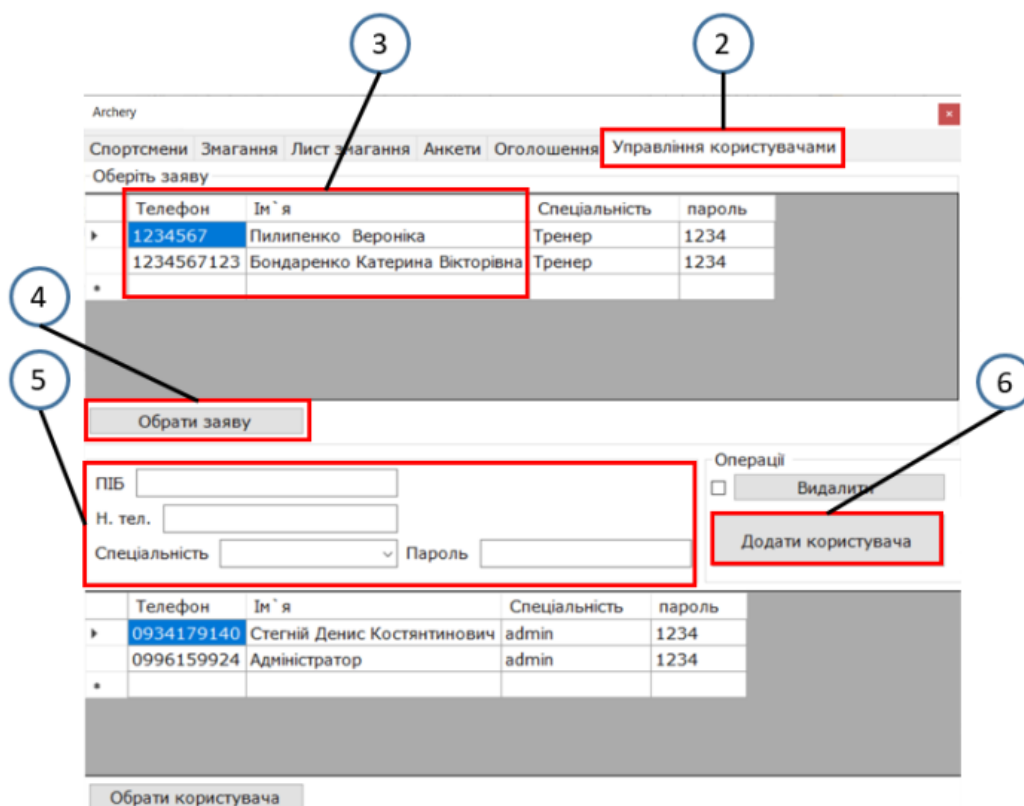 3 2
Archery ×
Спортсмени Змагання Лист змагання Анкети Оголошення Управління користувачами
Оберіть заяву
Телефон Ім`я Спеціальність пароль
1234567 Пилипенко Вероніка Тренер 1234
1234567123 Бондаренко Катерина Вікторівна Тренер 1234
4
5
6
Обрати заяву
Операції
ПІБ
Видалити
Н. тел.
Додати користувача
Спеціальність Пароль
Телефон Ім`я Спеціальність пароль
0934179140 Стегній Денис Костянтинович admin 1234
0996159924 Адміністратор admin 1234
Обрати користувача